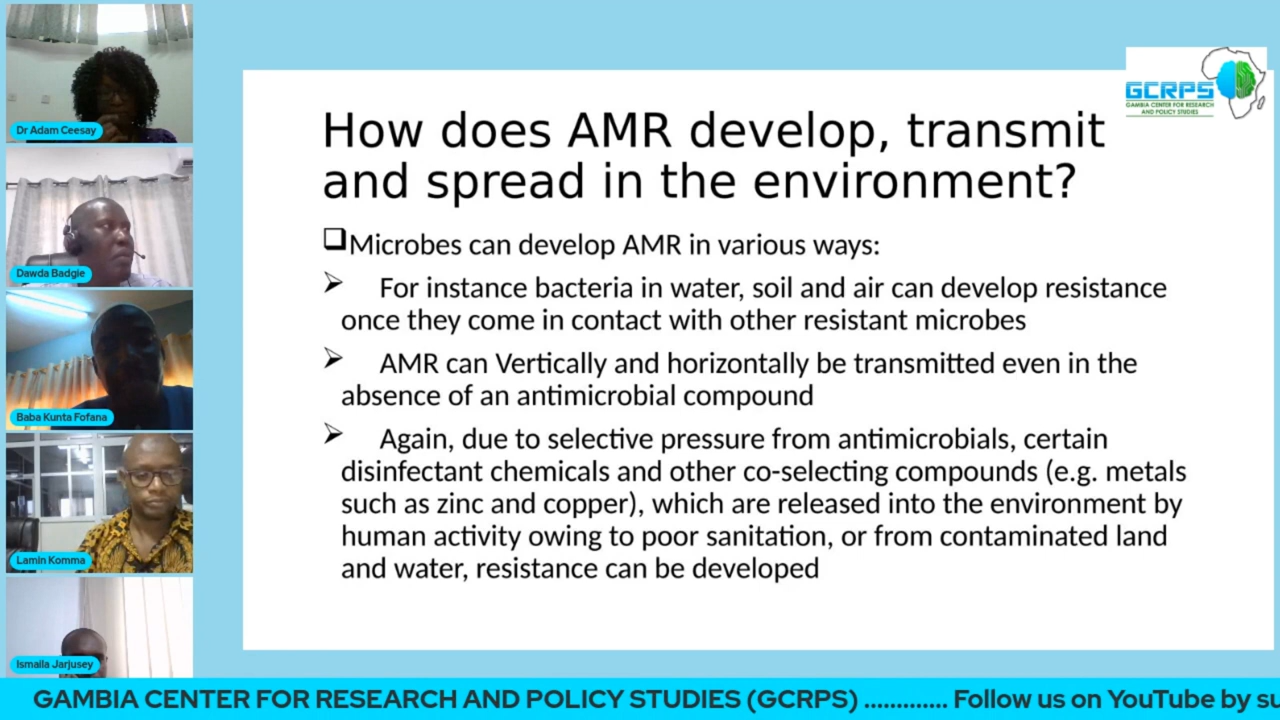 Dr Adam Ceesay
Dawda Badgie
Baba Kunta Fofana
Lamin Komma
Ismaila Jarjusey
GCRPS
GAMBIA CENTER FOR RESEARCH
AND POLICY STUDIES
How does AMR develop, transmit
and spread in the environment?
❑Microbes can develop AMR in various ways:
➢ For instance bacteria in water, soil and air can develop resistance
once they come in contact with other resistant microbes
➢ AMR can Vertically and horizontally be transmitted even in the
absence of an antimicrobial compound
➢ Again, due to selective pressure from antimicrobials, certain
disinfectant chemicals and other co-selecting compounds (e.g. metals
such as zinc and copper), which are released into the environment by
human activity owing to poor sanitation, or from contaminated land
and water, resistance can be developed
GAMBIA CENTER FOR RESEARCH AND POLICY STUDIES (GCRPS) ............. Follow us on YouTube by su